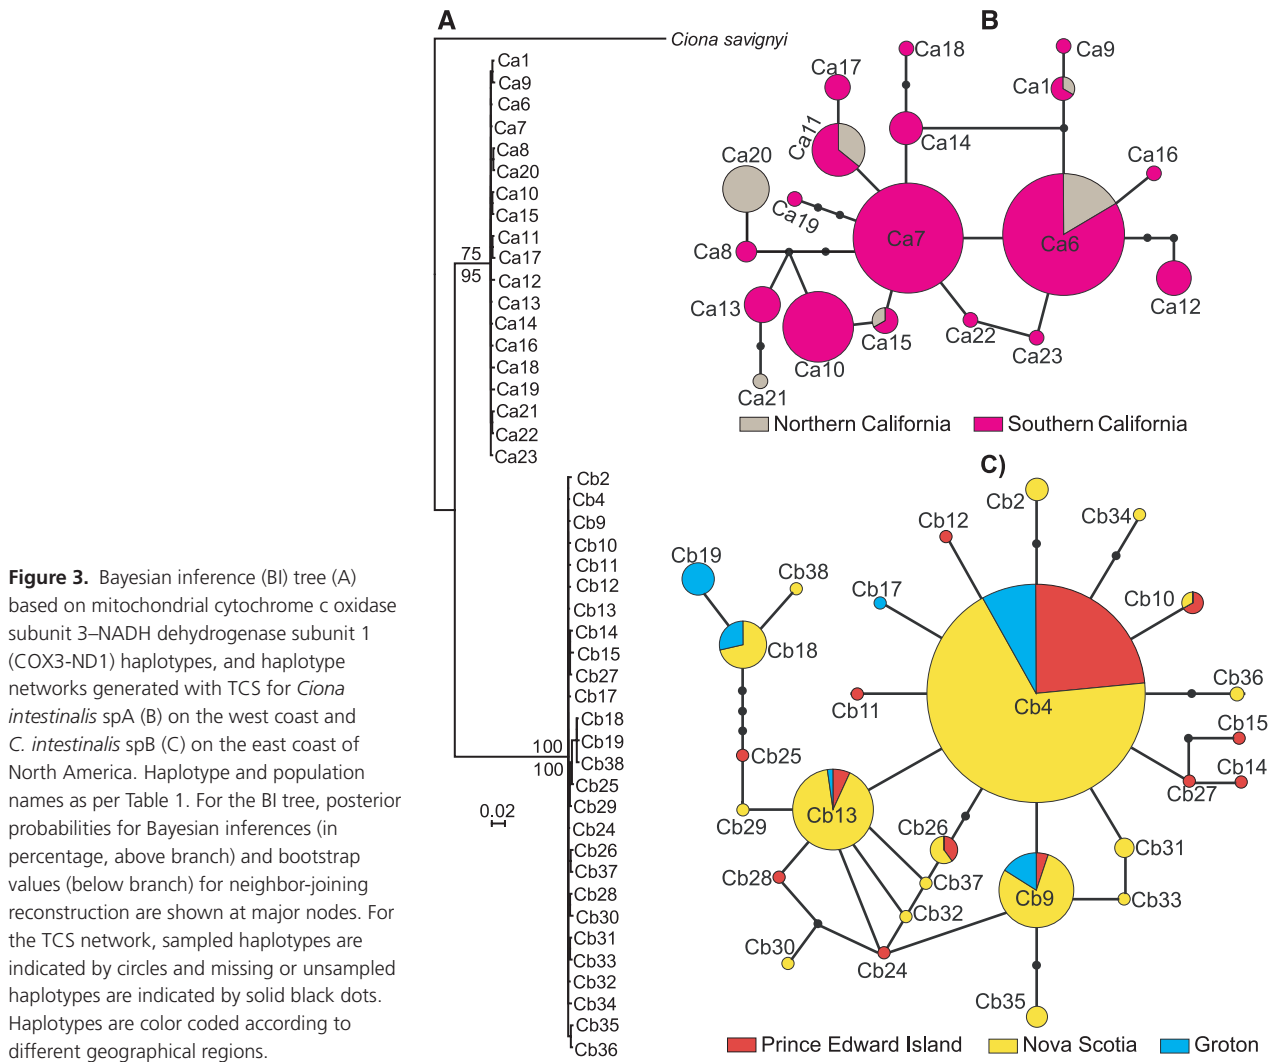 A
Ciona savignyi
Ca1
Ca9
Ca6
Ca7
Ca8
Ca20
Ca10
Ca15
Ca11
Ca17
Ca12
Ca13
Ca14
Ca16
Ca18
Ca19
Ca21
Ca22
Ca23
75
95
Cb2
Cb4
Cb9
Cb10
Cb11
Cb12
Cb13
Cb14
Cb15
Cb27
Cb17
Cb18
Cb19
Cb38
Cb25
Cb29
Cb24
Cb26
Cb37
Cb28
Cb30
Cb31
Cb33
Cb32
Cb34
Cb35
Cb36
100
100
0.02
B
Ca18
Ca9
Ca17
Ca1
Ca11
Ca14
Ca20
Ca16
Ca19
Ca7
Ca6
Ca8
Ca13
Ca12
Ca15
Ca22
Ca23
Ca10
Ca21
Northern California
Southern California
C)
Cb2
Cb34
Cb12
Cb19
Cb38
Cb17
Cb10
Cb18
Cb36
Cb11
Cb4
Cb15
Cb25
Cb14
Cb27
Cb29
Cb13
Cb26
Cb31
Cb28
Cb37
Cb9
Cb33
Cb32
Cb30
Cb24
Cb35
Prince Edward Island
Nova Scotia
Groton
Figure 3. Bayesian inference (BI) tree (A)
based on mitochondrial cytochrome c oxidase
subunit 3–NADH dehydrogenase subunit 1
(COX3-ND1) haplotypes, and haplotype
networks generated with TCS for Ciona
intestinalis spA (B) on the west coast and
C. intestinalis spB (C) on the east coast of
North America. Haplotype and population
names as per Table 1. For the BI tree, posterior
probabilities for Bayesian inferences (in
percentage, above branch) and bootstrap
values (below branch) for neighbor-joining
reconstruction are shown at major nodes. For
the TCS network, sampled haplotypes are
indicated by circles and missing or unsampled
haplotypes are indicated by solid black dots.
Haplotypes are color coded according to
different geographical regions.